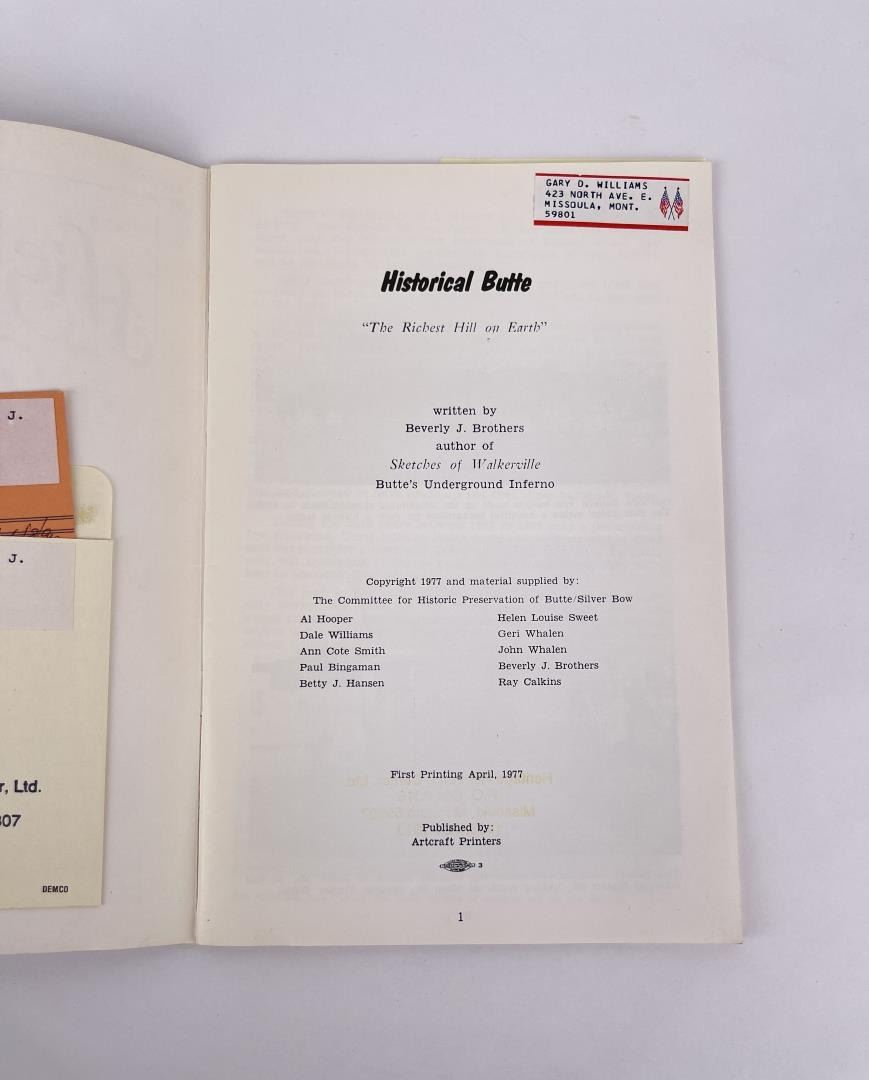 J.
J.
r, Ltd.
807
DEMCO
GARY D. WILLIAMS
423 NORTH AVE. E.
MISSOULA, MONT.
59801
Historical Butte
"The Richest Hill on Earth"
written by
Beverly J. Brothers
author of
Sketches of Walkerville
Butte's Underground Inferno
Copyright 1977 and material supplied by:
The Committee for Historic Preservation of Butte/Silver Bow
Al Hooper
Dale Williams
Ann Cote Smith
Paul Bingaman
Betty J. Hansen
Helen Louise Sweet
Geri Whalen
John Whalen
Beverly J. Brothers
Ray Calkins
First Printing April, 1977
Published by:
Artcraft Printers
3
1